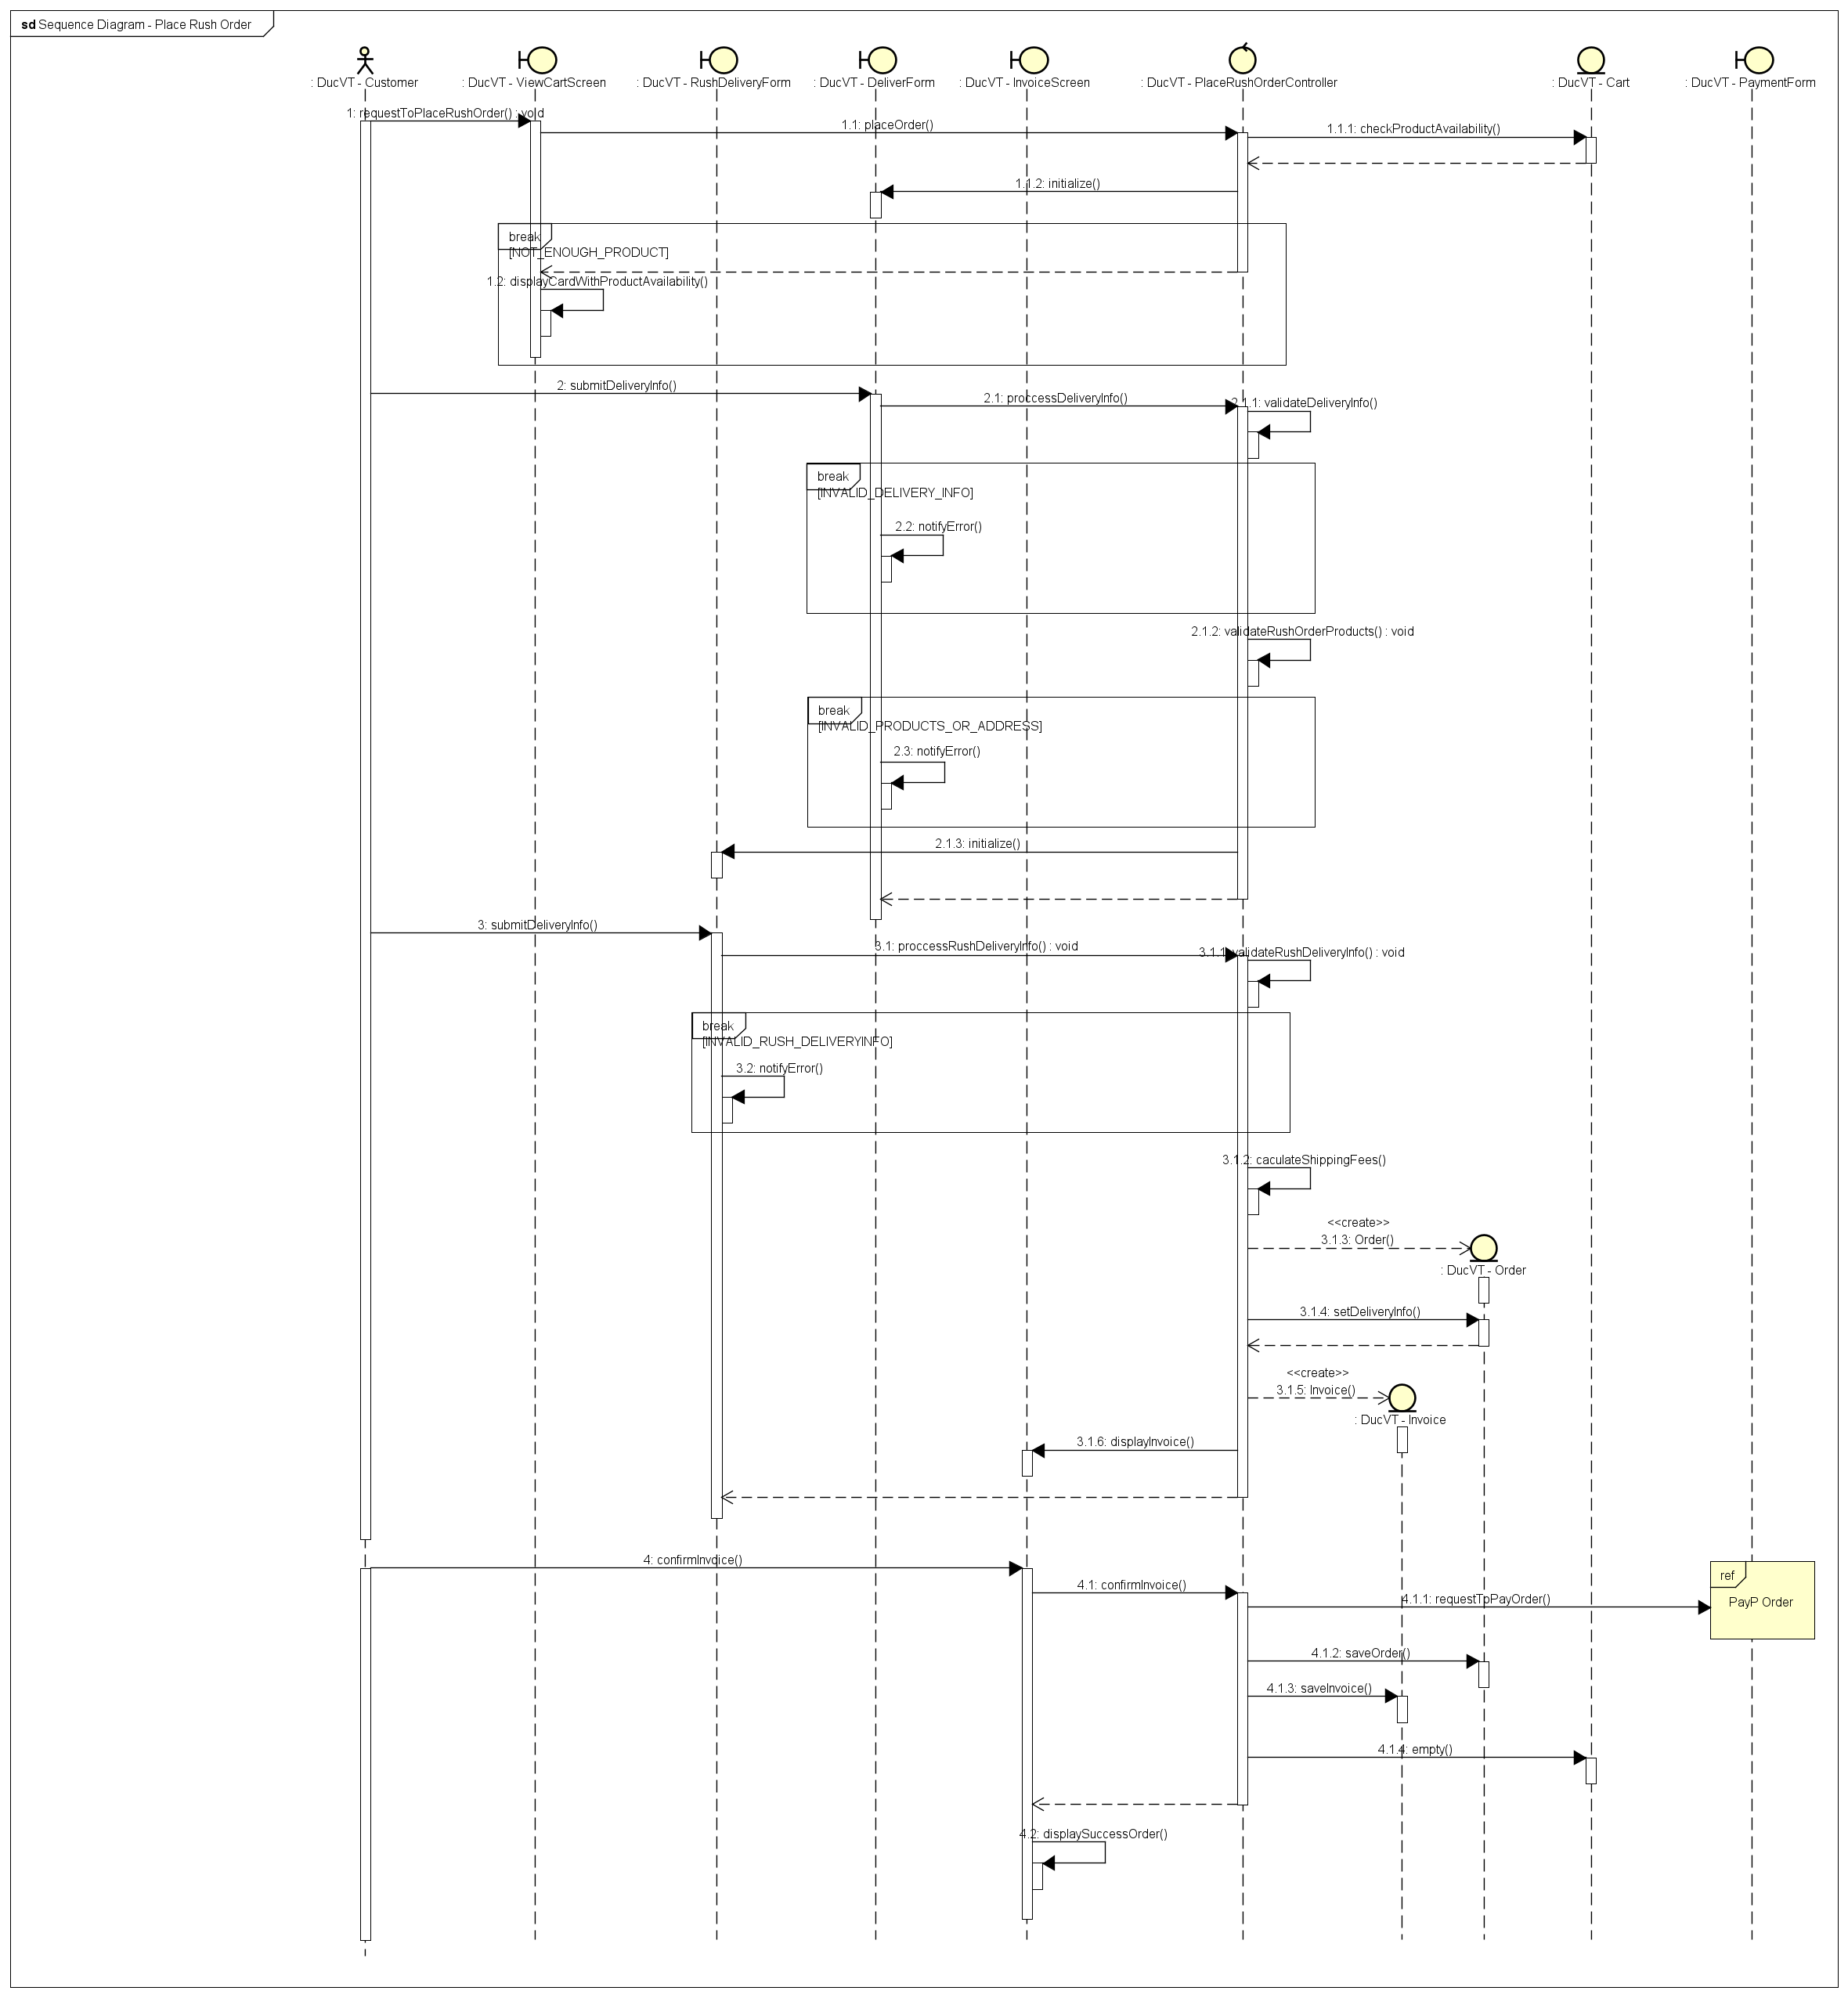 sd Sequence Diagram - Place Rush Order
: DucVT - Customer
: DucVT - ViewCartScreen
: DucVT - RushDeliveryForm
: DucVT - DeliverForm
: DucVT - InvoiceScreen
: DucVT - PlaceRushOrderController
: DucVT - Cart
: DucVT - PaymentForm
1: requestToPlaceRushOrder() : void
1.1: placeOrder()
1.1.1: checkProductAvailability()
1.1.2: initialize()
break
[NOT_ENOUGH_PRODUCT]
1.2: displayCardWithProductAvailability()
2: submitDeliveryInfo()
2.1: proccessDeliveryInfo()
2.1.1: validateDeliveryInfo()
break
[INVALID_DELIVERY_INFO]
2.2: notifyError()
2.1.2: validateRushOrderProducts() : void
break
[INVALID_PRODUCTS_OR_ADDRESS]
2.3: notifyError()
2.1.3: initialize()
3: submitDeliveryInfo()
3.1: proccessRushDeliveryInfo() : void
3.1.1: validateRushDeliveryInfo() : void
break
[INVALID_RUSH_DELIVERYINFO]
3.2: notifyError()
3.1.2: caculateShippingFees()
<<create>>
3.1.3: Order()
: DucVT - Order
3.1.4: setDeliveryInfo()
<<create>>
3.1.5: Invoice()
: DucVT - Invoice
3.1.6: displayInvoice()
4: confirmInvoice()
ref
4.1: confirmInvoice()
4.1.1: requestTpPayOrder()
PayP Order
4.1.2: saveOrder()
4.1.3: saveInvoice()
4.1.4: empty()
4.2: displaySuccessOrder()